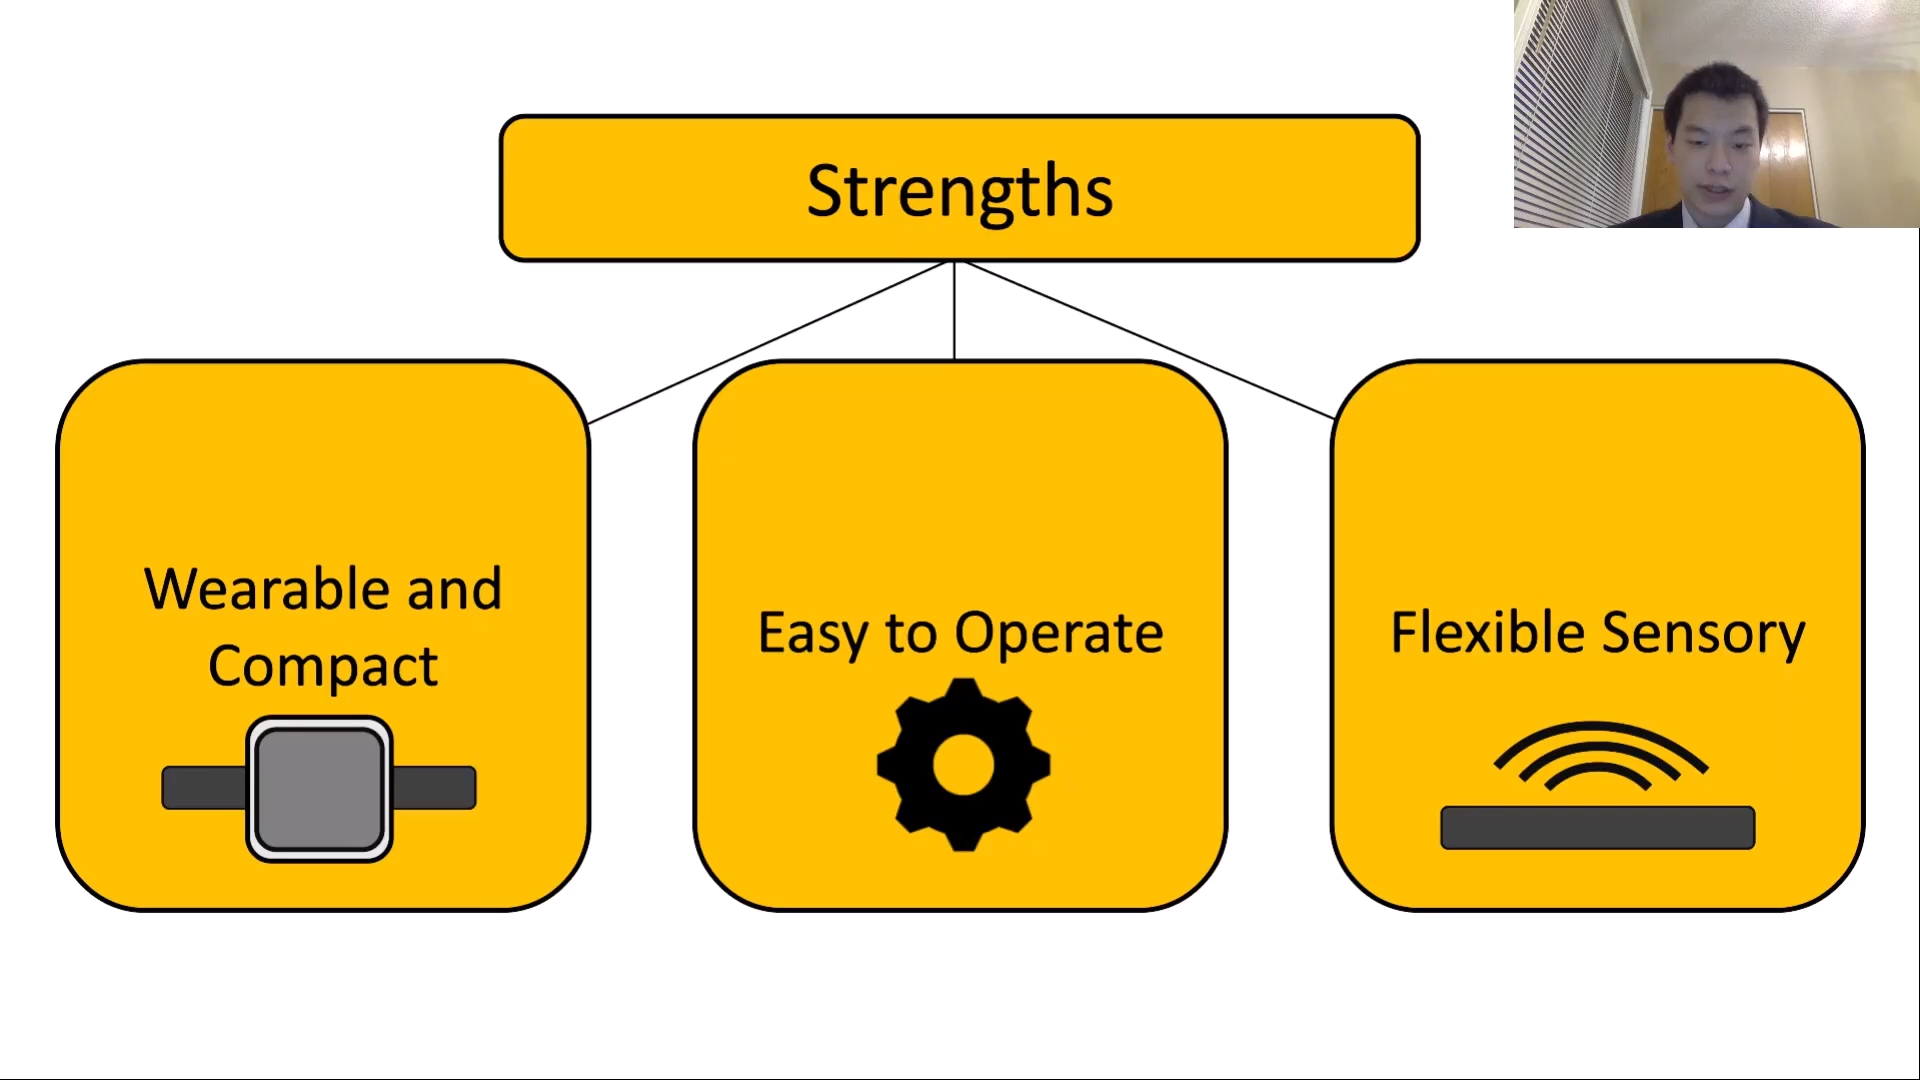 Strengths
Wearable and
Compact
Easy to Operate
Flexible Sensory